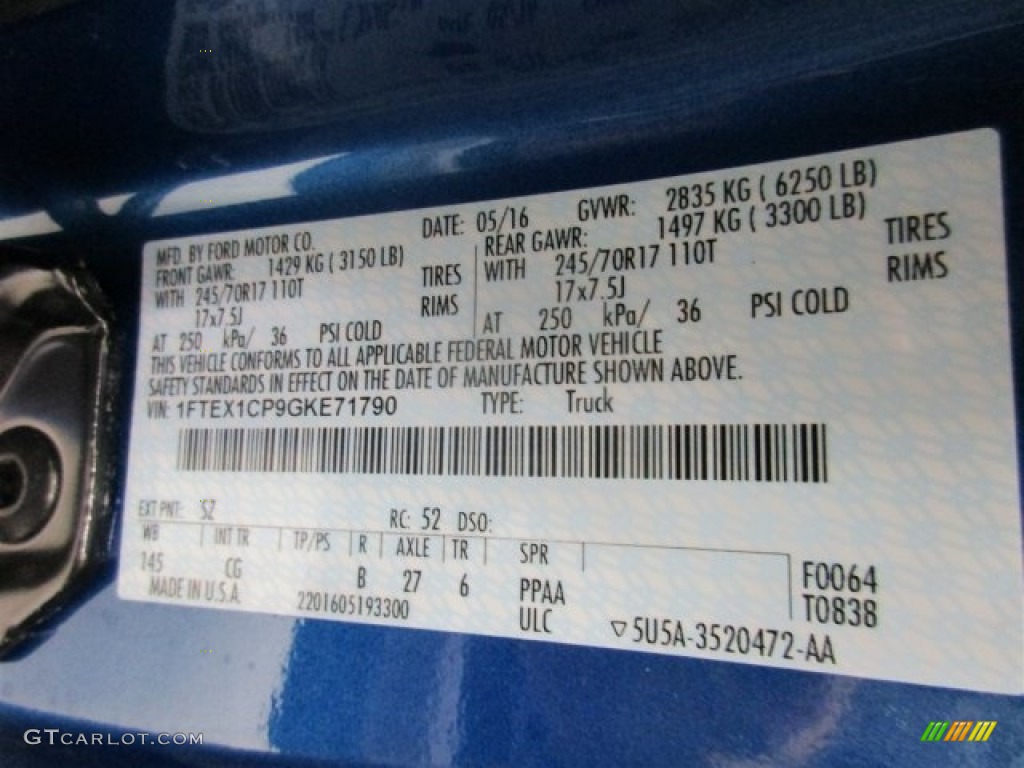 MFD. BY FORD MOTOR CO. DATE: 05/16 GVWR: 2835 KG ( 6250 LB)
FRONT GAWR: 1429 KG ( 3150 LB) REAR GAWR: 1497 KG ( 3300 LB)
WITH 245/70R17 110T TIRES WITH 245/70R17 110T TIRES
17x7.5J RIMS 17x7.5J RIMS
AT 250 kPa/ 36 PSI COLD AT 250 kPa/ 36 PSI COLD
THIS VEHICLE CONFORMS TO ALL APPLICABLE FEDERAL MOTOR VEHICLE
SAFETY STANDARDS IN EFFECT ON THE DATE OF MANUFACTURE SHOWN ABOVE.
VIN: 1FTEX1CP9GKE71790 TYPE: Truck
EXT PNT: SZ RC: 52 DSO:
WB INT TR TP/PS R AXLE TR SPR
145 CG B 27 6 PPAA F0064
MADE IN U.S.A. 2201605193300 ULC T0838
▽5U5A-3520472-AA
GTCARLOT.COM